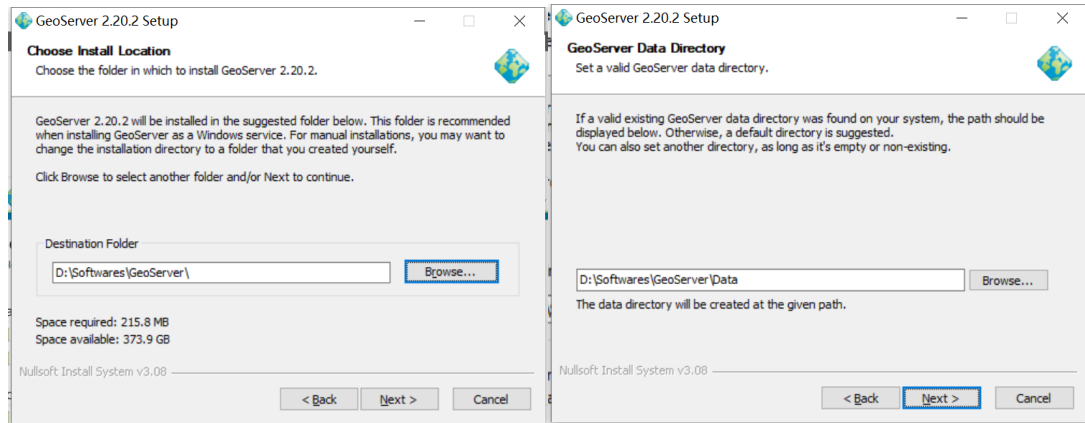 GeoServer 2.20.2 Setup
Choose Install Location
Choose the folder in which to install GeoServer 2.20.2.
GeoServer 2.20.2 will be installed in the suggested folder below. This folder is recommended
when installing GeoServer as a Windows service. For manual installations, you may want to
change the installation directory to a folder that you created yourself.
Click Browse to select another folder and/or Next to continue.
Destination Folder
D:\Softwares\GeoServer\
Browse...
Space required: 215.8 MB
Space available: 373.9 GB
Nullsoft Install System v3.08
< Back
Next >
Cancel
GeoServer 2.20.2 Setup
GeoServer Data Directory
Set a valid GeoServer data directory.
If a valid existing GeoServer data directory was found on your system, the path should be
displayed below. Otherwise, a default directory is suggested.
You can also set another directory, as long as it's empty or non-existing.
D:\Softwares\GeoServer\Data
Browse...
The data directory will be created at the given path.
Nullsoft Install System v3.08
< Back
Next >
Cancel